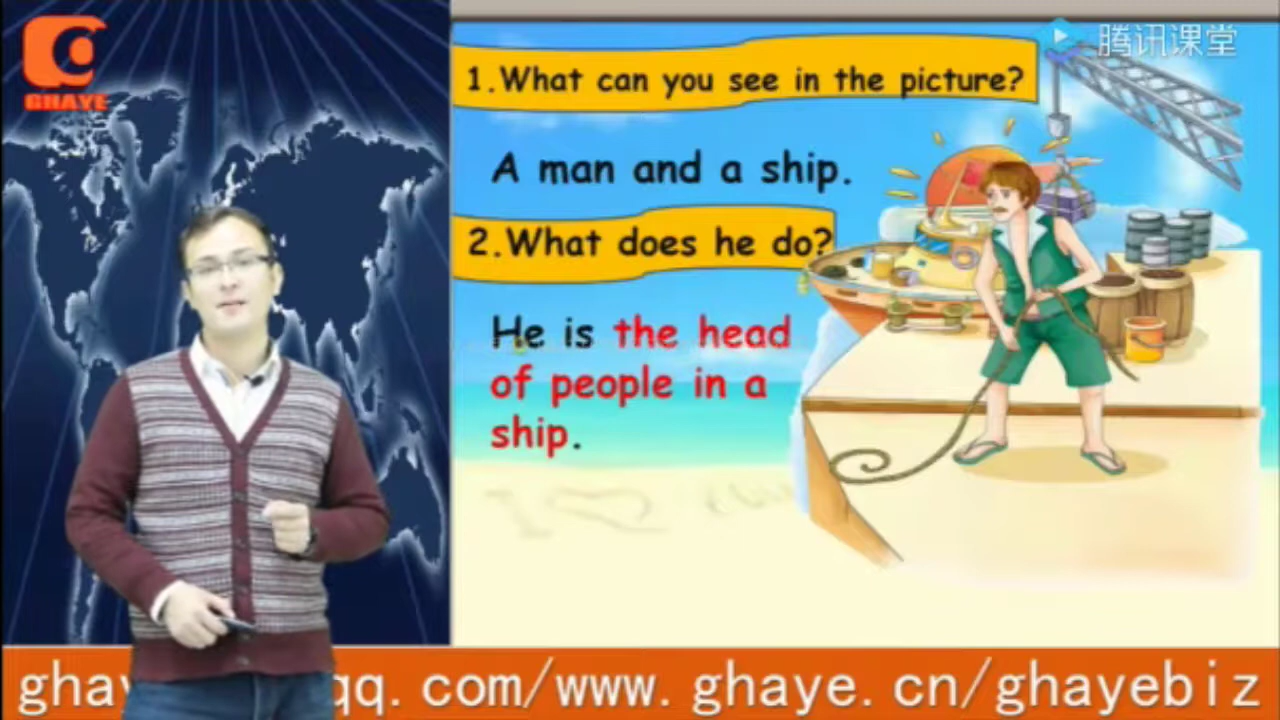 GHAYE
腾讯课堂
1.What can you see in the picture?
A man and a ship.
2.What does he do?
He is the head
of people in a
ship.
I
ghay qq.com/www.ghaye.cn/ghayebiz